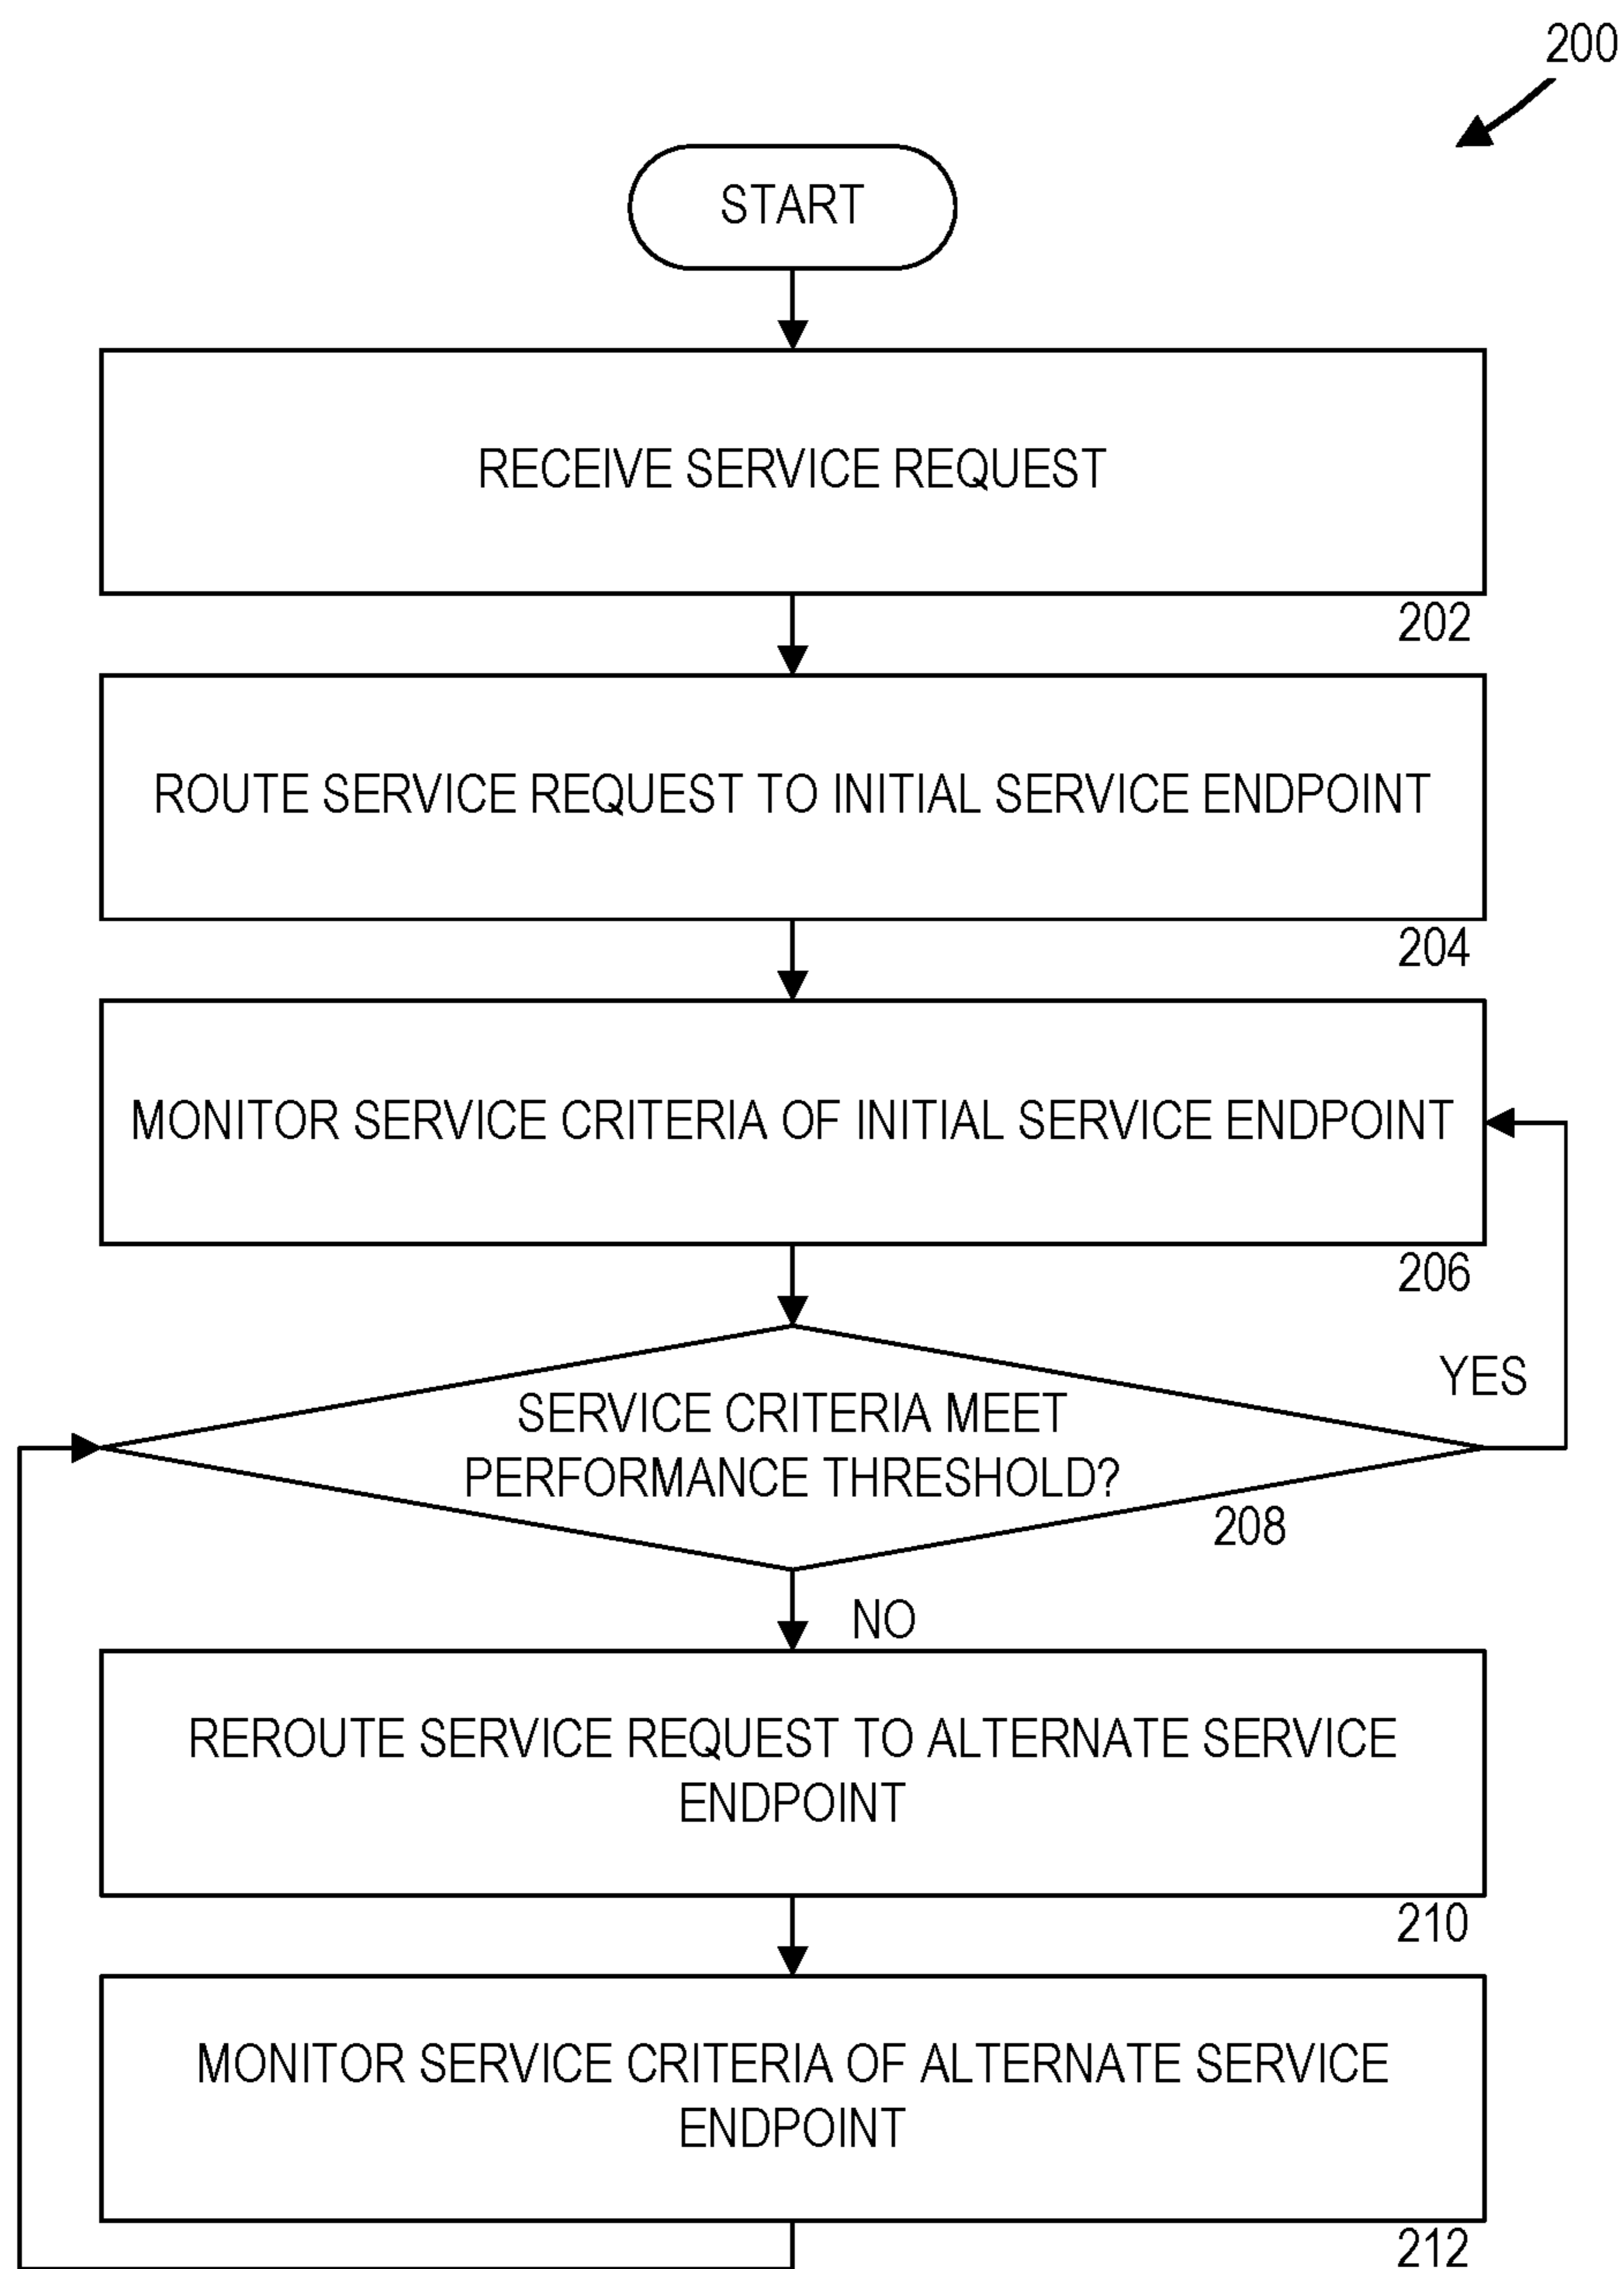 200
START
RECEIVE SERVICE REQUEST
202
ROUTE SERVICE REQUEST TO INITIAL SERVICE ENDPOINT
204
MONITOR SERVICE CRITERIA OF INITIAL SERVICE ENDPOINT
206
YES
SERVICE CRITERIA MEET
PERFORMANCE THRESHOLD?
208
NO
REROUTE SERVICE REQUEST TO ALTERNATE SERVICE
ENDPOINT
210
MONITOR SERVICE CRITERIA OF ALTERNATE SERVICE
ENDPOINT
212